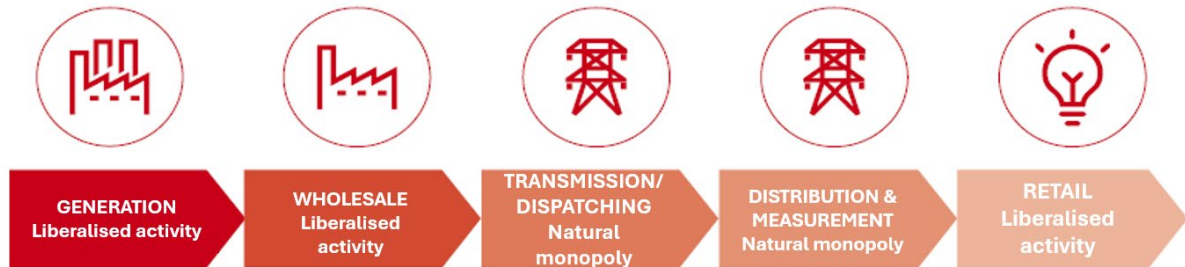 GENERATION
Liberalised activity
WHOLESALE
Liberalised
activity
TRANSMISSION/
DISPATCHING
Natural
monopoly
DISTRIBUTION &
MEASUREMENT
Natural monopoly
RETAIL
Liberalised
activity